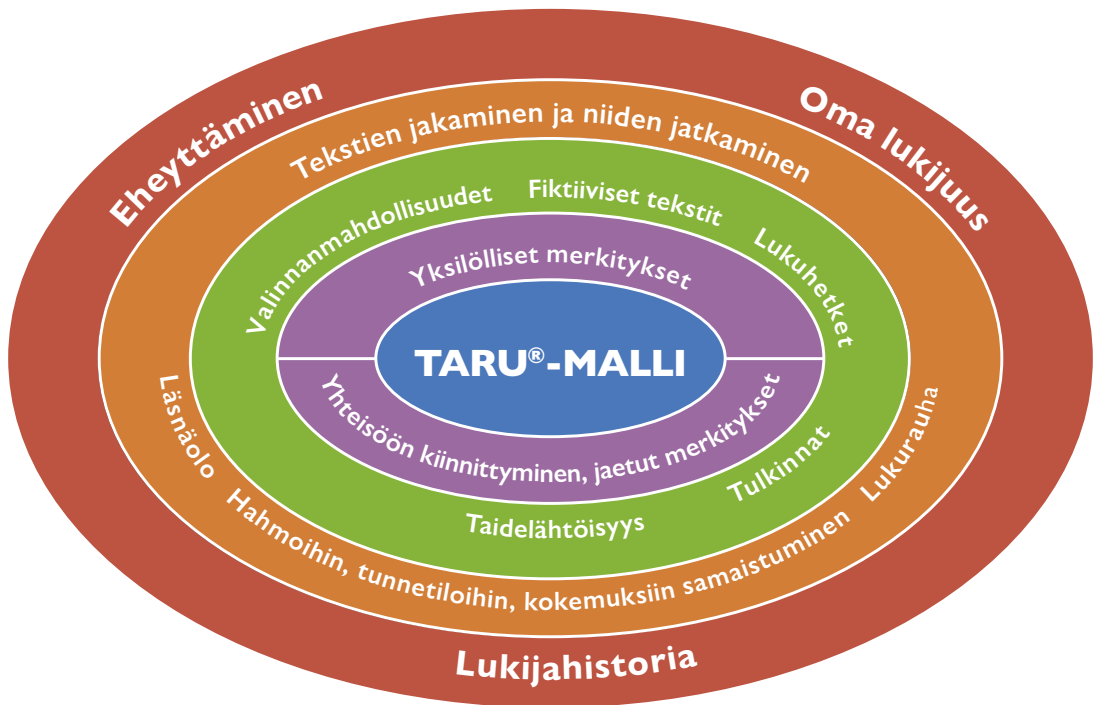 Eheyttäminen
Oma lukijuus
Tekstien jakaminen ja niiden jatkaminen
Valinnanmahdollisuudet
Fiktiiviset tekstit
Lukuhetket
Yksilölliset merkitykset
TARU®-MALLI
Yhteisöön kiinnittyminen, jaetut merkitykset
Tulkinnat
Taidelähtöisyys
Läsnäolo
Hahmoihin, tunnetiloihin, kokemuksiin samaistuminen
Lukurauha
Lukijahistoria